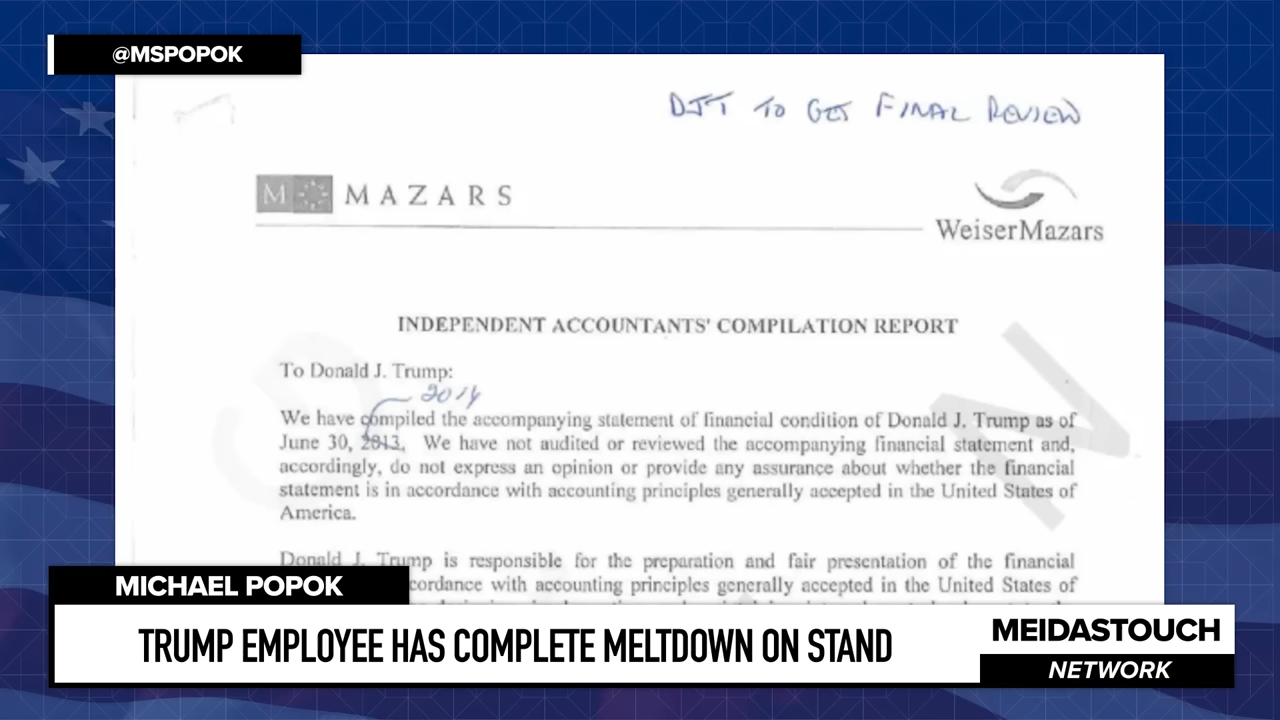 @MSPOPOK
DJT TO GET FINAL REVIEW
M MAZARS
WeiserMazars
INDEPENDENT ACCOUNTANTS' COMPILATION REPORT
To Donald J. Trump:
2014
We have compiled the accompanying statement of financial condition of Donald J. Trump as of
June 30, 2013, We have not audited or reviewed the accompanying financial statement and,
accordingly, do not express an opinion or provide any assurance about whether the financial
statement is in accordance with accounting principles generally accepted in the United States of
America.
Donald J. Trump is responsible for the preparation and fair presentation of the financial
cordance with accounting principles generally accepted in the United States of
MICHAEL POPOK
TRUMP EMPLOYEE HAS COMPLETE MELTDOWN ON STAND
MEIDASTOUCH
NETWORK